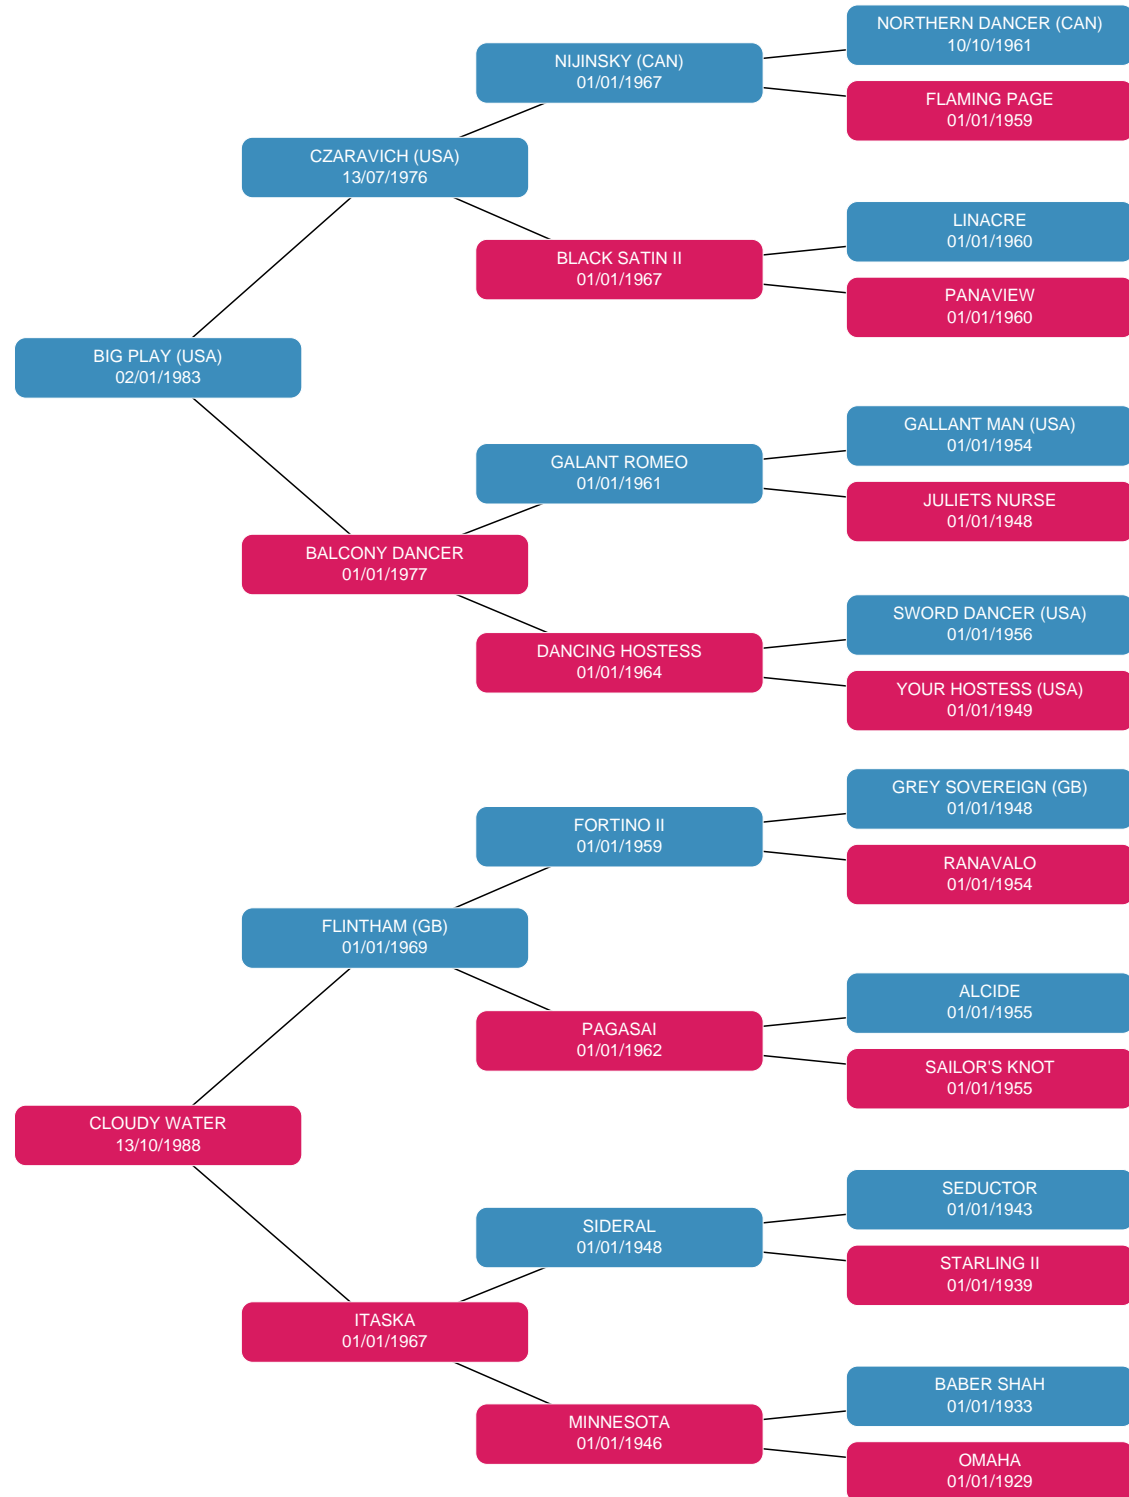 NORTHERN DANCER (CAN)
10/10/1961
NIJINSKY (CAN)
01/01/1967
FLAMING PAGE
01/01/1959
CZARAVICH (USA)
13/07/1976
LINACRE
01/01/1960
BLACK SATIN II
01/01/1967
PANAVIEW
01/01/1960
BIG PLAY (USA)
02/01/1983
GALLANT MAN (USA)
01/01/1954
GALANT ROMEO
01/01/1961
JULIETS NURSE
01/01/1948
BALCONY DANCER
01/01/1977
SWORD DANCER (USA)
01/01/1956
DANCING HOSTESS
01/01/1964
YOUR HOSTESS (USA)
01/01/1949
GREY SOVEREIGN (GB)
01/01/1948
FORTINO II
01/01/1959
RANAVALO
01/01/1954
FLINTHAM (GB)
01/01/1969
ALCIDE
01/01/1955
PAGASAI
01/01/1962
SAILOR'S KNOT
01/01/1955
CLOUDY WATER
13/10/1988
SEDUCTOR
01/01/1943
SIDERAL
01/01/1948
STARLING II
01/01/1939
ITASKA
01/01/1967
BABER SHAH
01/01/1933
MINNESOTA
01/01/1946
OMAHA
01/01/1929